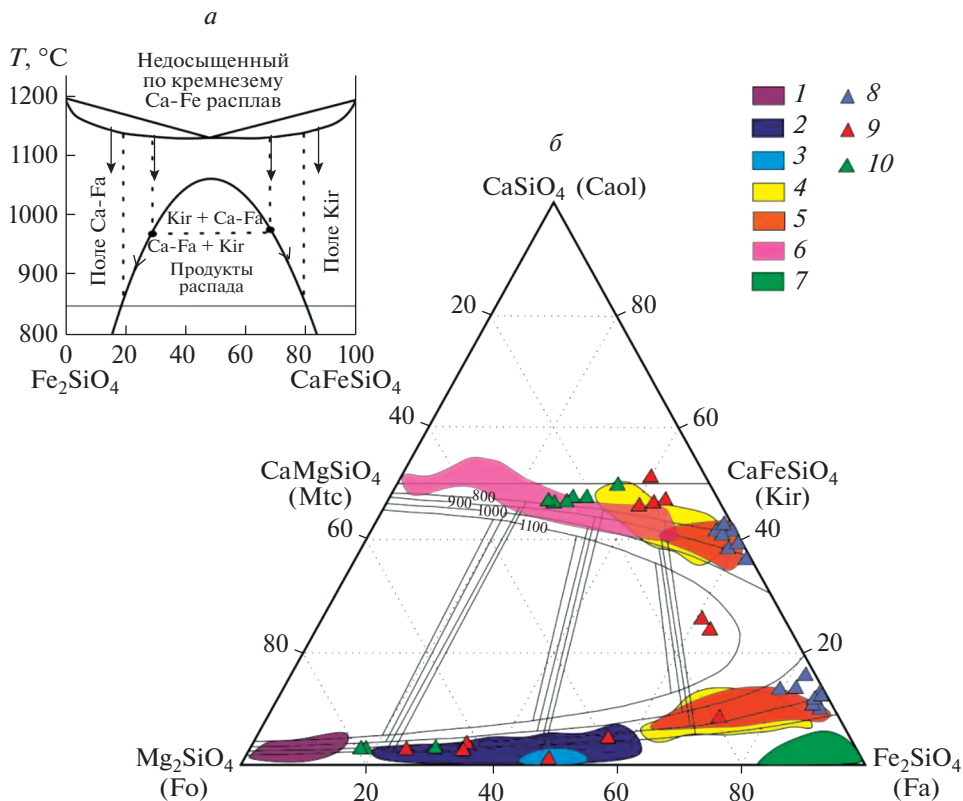 а
T, °C
Недосыщенный
по кремнезему
Ca-Fe расплав
1200
1100
1000
900
800
Поле Ca-Fa
Kir + Ca-Fa
Ca-Fa + Kir
Продукты
распада
Поле Kir
0 20 40 60 80 100
Fe₂SiO₄ CaFeSiO₄
б
1 8
2 9
3 10
4
5
6
7
CaSiO₄ (Caol)
20 80
40 60
CaMgSiO₄
(Mtc)
CaFeSiO₄
(Kir)
800
900
1000
1100
60 40
80 20
Mg₂SiO₄
(Fo)
Fe₂SiO₄
(Fa)
20 40 60 80